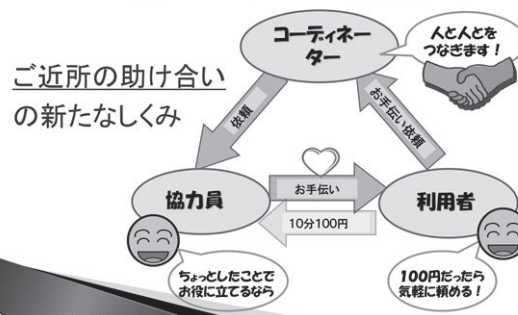 コーディネー
ター
人と人とを
つなぎます！
ご近所の助け合い
の新たなしくみ
依頼
お手伝い依頼
協力員
お手伝い
10分100円
利用者
ちょっとしたことで
お役に立てるなら
100円だったら
気軽に頼める！